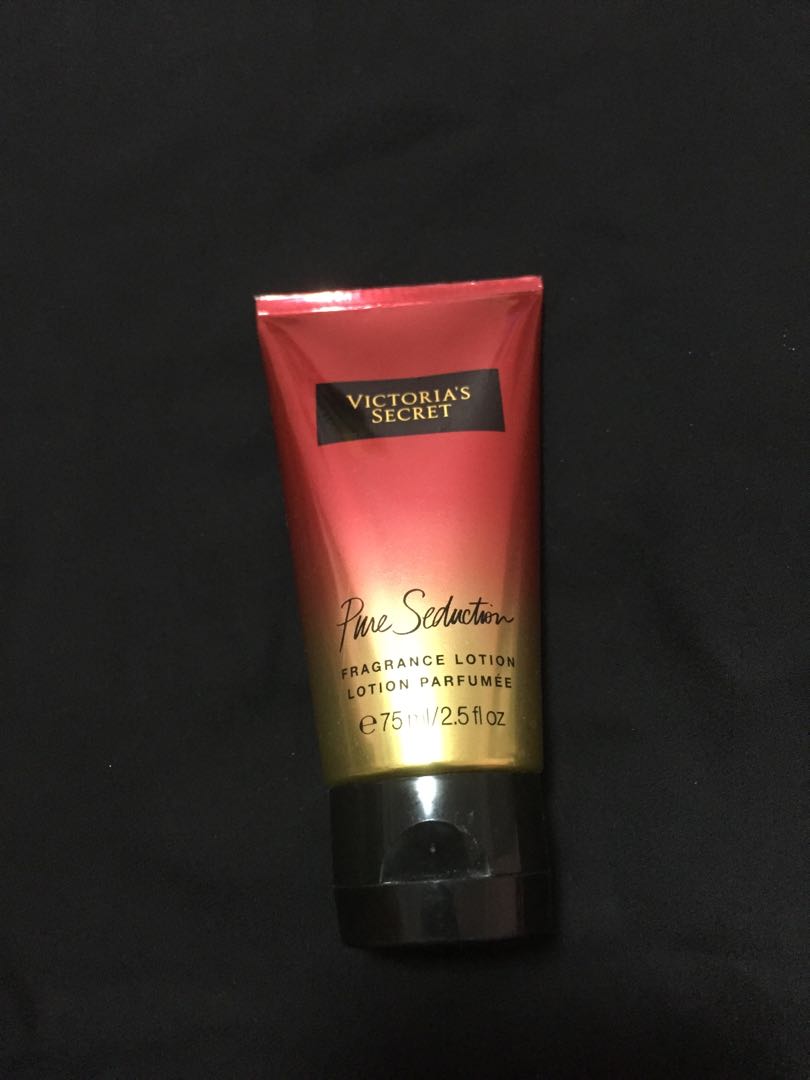 VICTORIA'S
SECRET
Pure Seduction
FRAGRANCE LOTION
LOTION PARFUMÉE
℮75 ml/2.5 fl oz